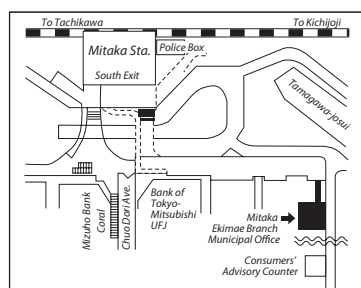 To Tachikawa
To Kichijoji
Mitaka Sta.
Police Box
South Exit
Tamagawa-josui
Mizuho Bank
Coral
Chuo Dori Ave.
Bank of
Tokyo-
Mitsubishi
UFJ
Mitaka
Ekimae Branch
Municipal Office
Consumers'
Advisory Counter